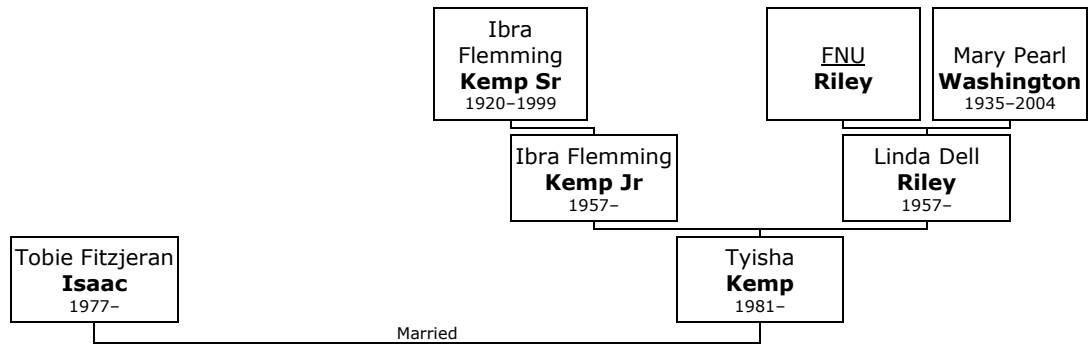 Ibra
Flemming
Kemp Sr
1920–1999
FNU
Riley
Mary Pearl
Washington
1935–2004
Ibra Flemming
Kemp Jr
1957–
Linda Dell
Riley
1957–
Tobie Fitzjeran
Isaac
1977–
Tyisha
Kemp
1981–
Married